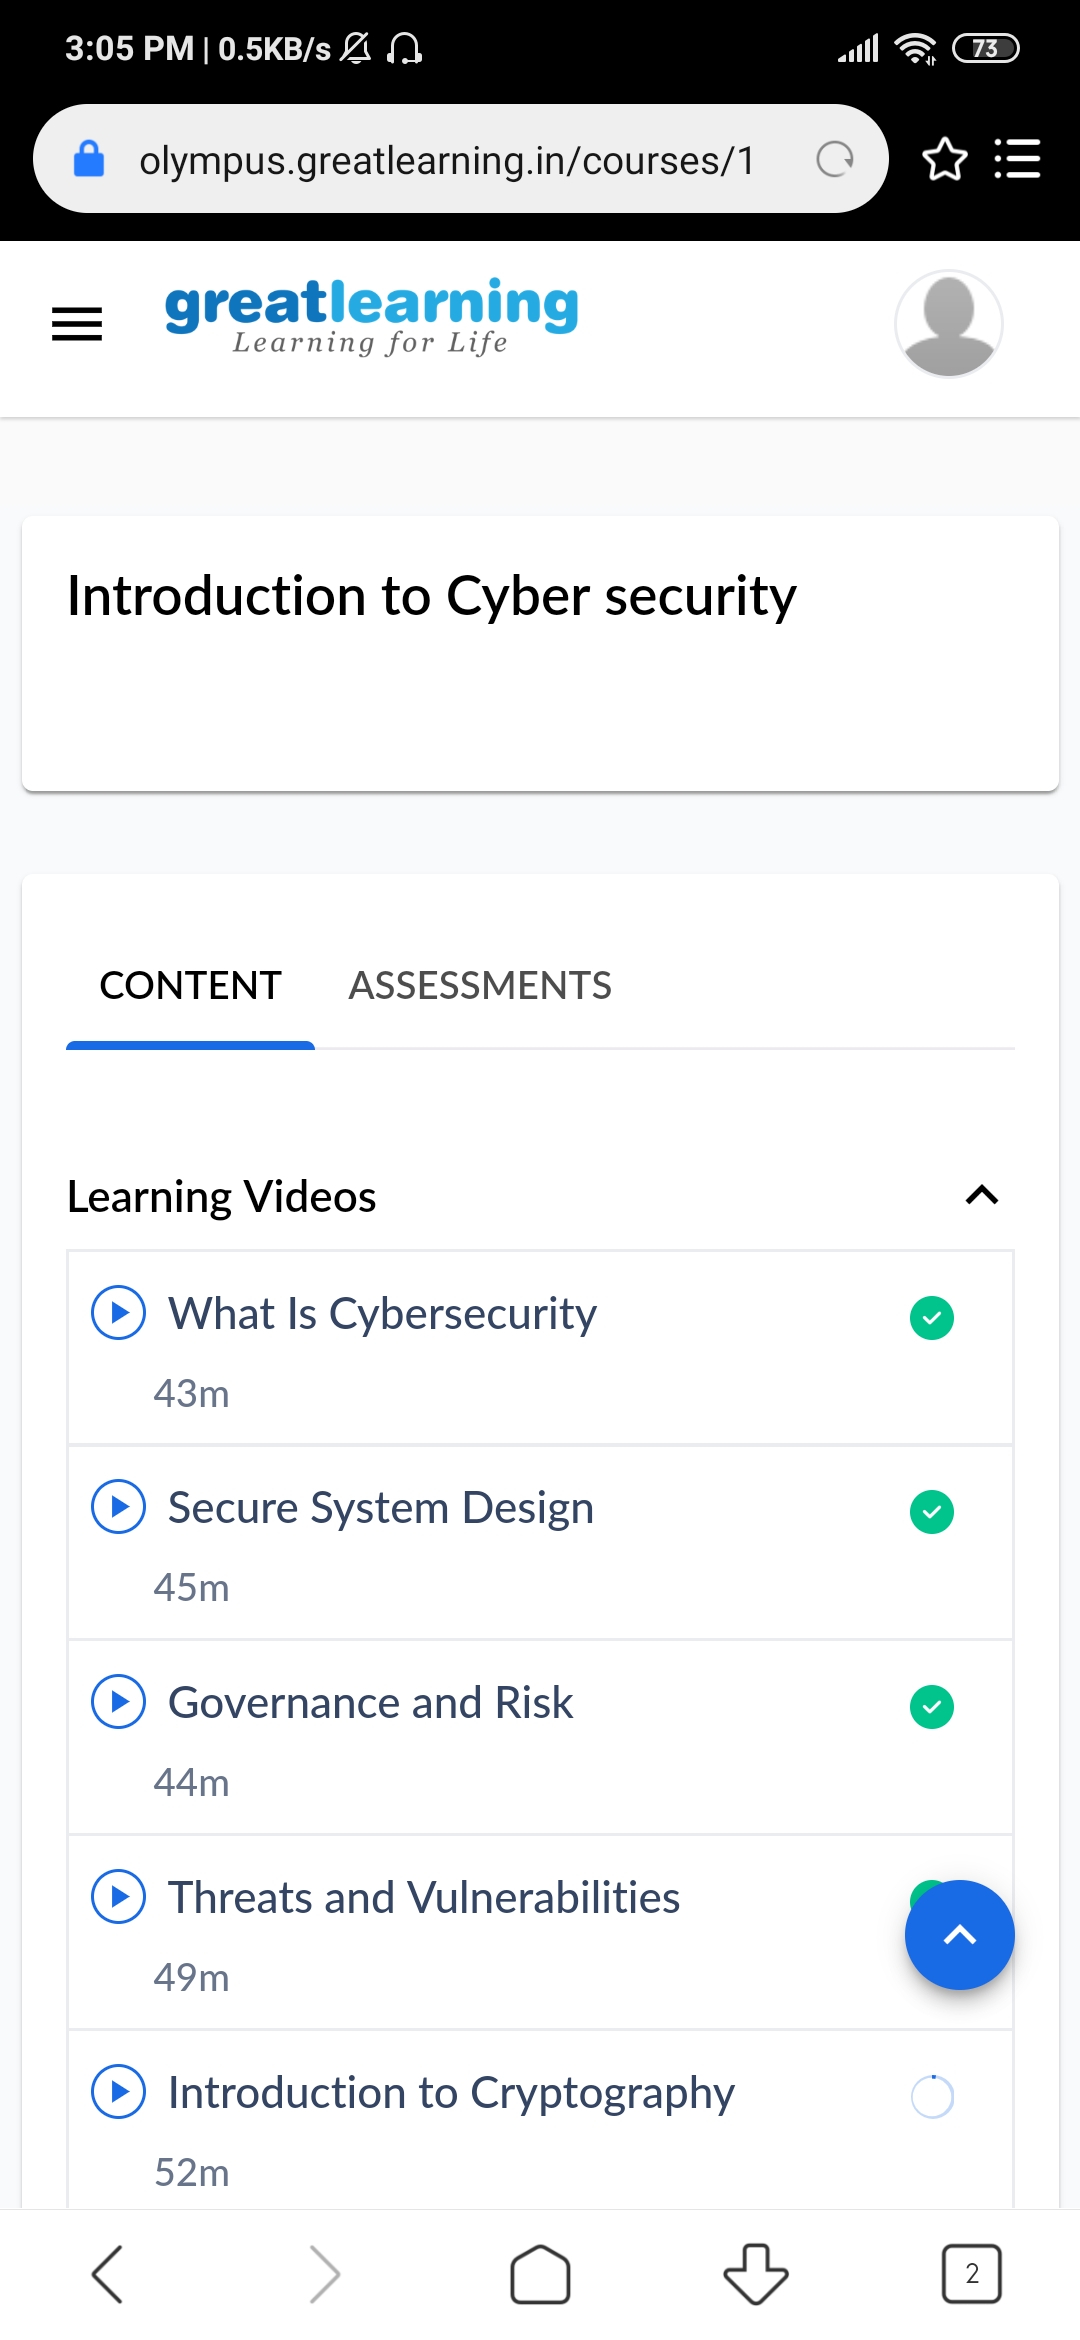 3:05 PM | 0.5KB/s
73
olympus.greatlearning.in/courses/1
greatlearning
Learning for Life
Introduction to Cyber security
CONTENT ASSESSMENTS
Learning Videos
What Is Cybersecurity
43m
Secure System Design
45m
Governance and Risk
44m
Threats and Vulnerabilities
49m
Introduction to Cryptography
52m
2